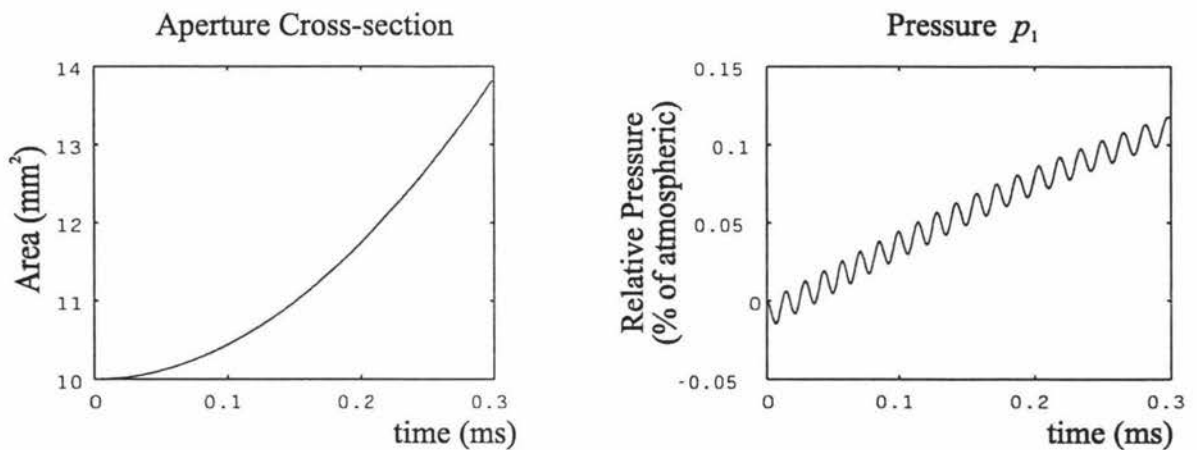 Aperture Cross-section
14
13
12
11
10
Area (mm²)
0
0.1
0.2
0.3
time (ms)
Pressure p₁
0.15
0.1
0.05
0
-0.05
Relative Pressure
(% of atmospheric)
0
0.1
0.2
0.3
time (ms)